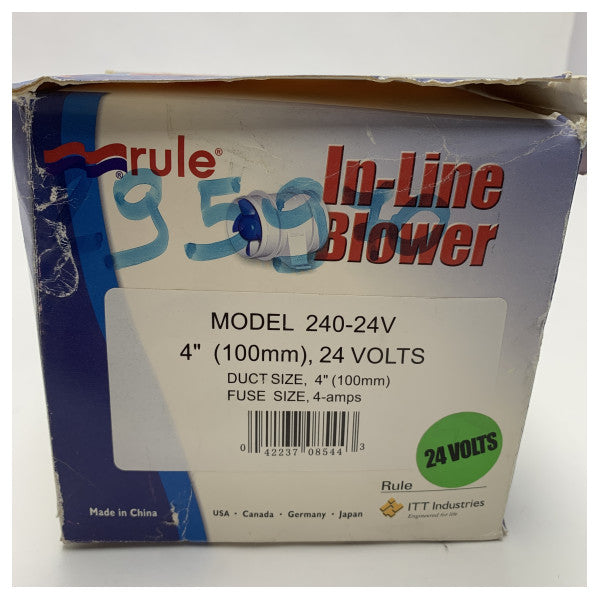 rule®
®
In-Line
Blower
MODEL 240-24V
4" (100mm), 24 VOLTS
DUCT SIZE, 4" (100mm)
FUSE SIZE, 4-amps
0 42237 08544 3
24 VOLTS
Rule
ITT Industries
Engineered for life
Made in China
USA · Canada · Germany · Japan